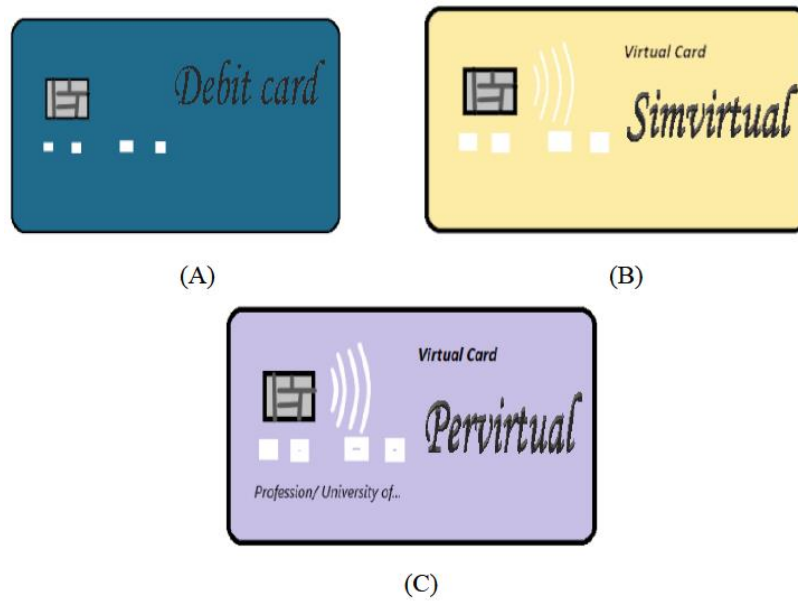 Debit card
Virtual Card
Simvirtual
(A)
(B)
Virtual Card
Pervirtual
Profession/ University of...
(C)